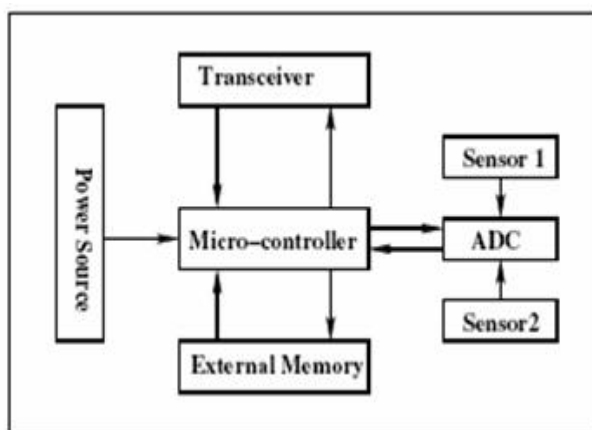 Transceiver
Power Source
Sensor 1
Micro-controller
ADC
Sensor2
External Memory